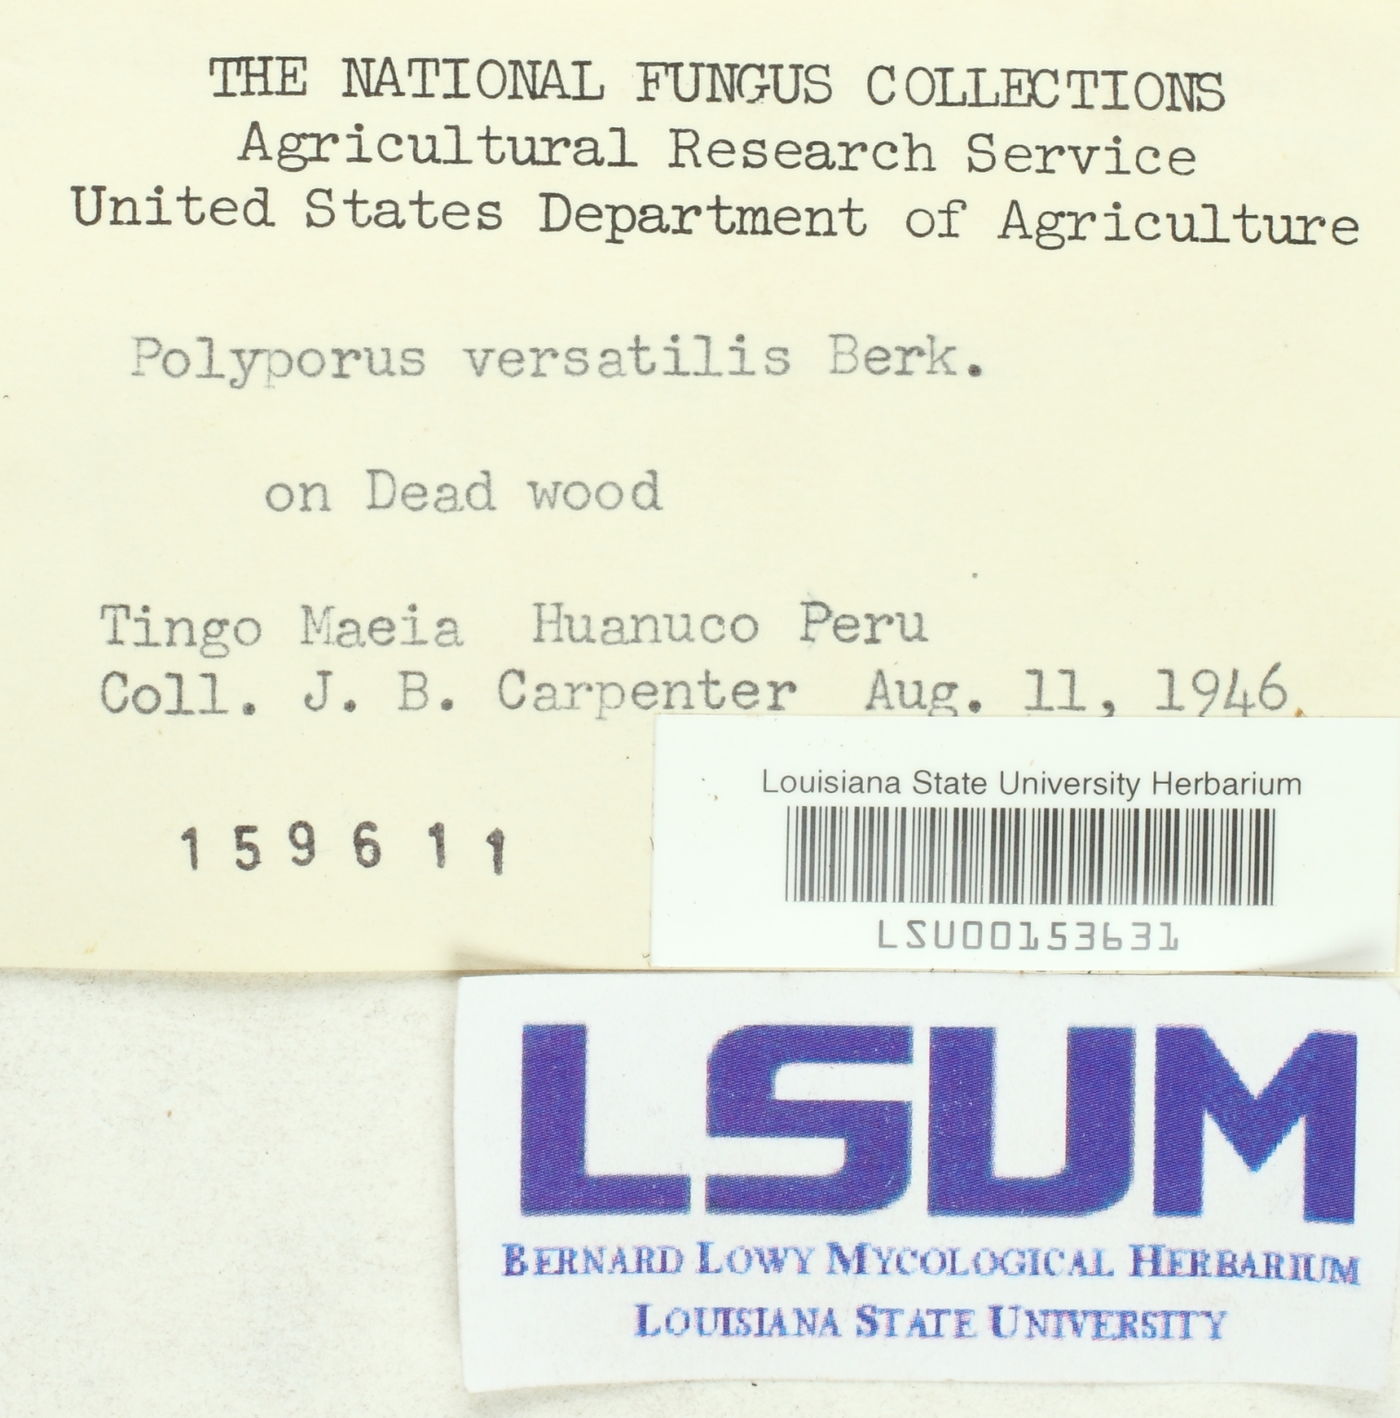 THE NATIONAL FUNGUS COLLECTIONS
Agricultural Research Service
United States Department of Agriculture
Polyporus versatilis Berk.
on Dead wood
Tingo Maeia Huanuco Peru
Coll. J. B. Carpenter Aug. 11, 1946.
159611
Louisiana State University Herbarium
LSU00153631
LSUM
BERNARD LOWY MYCOLOGICAL HERBARIUM
LOUISIANA STATE UNIVERSITY